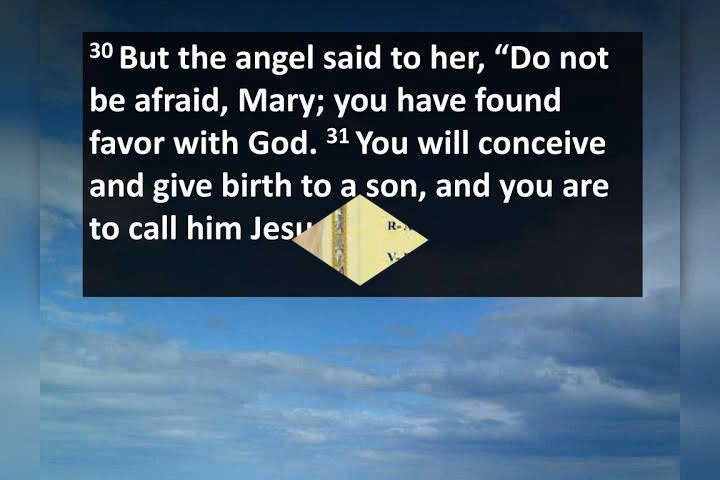 30 But the angel said to her, “Do not
be afraid, Mary; you have found
favor with God. 31 You will conceive
and give birth to a son, and you are
to call him Jesu
R-
V-